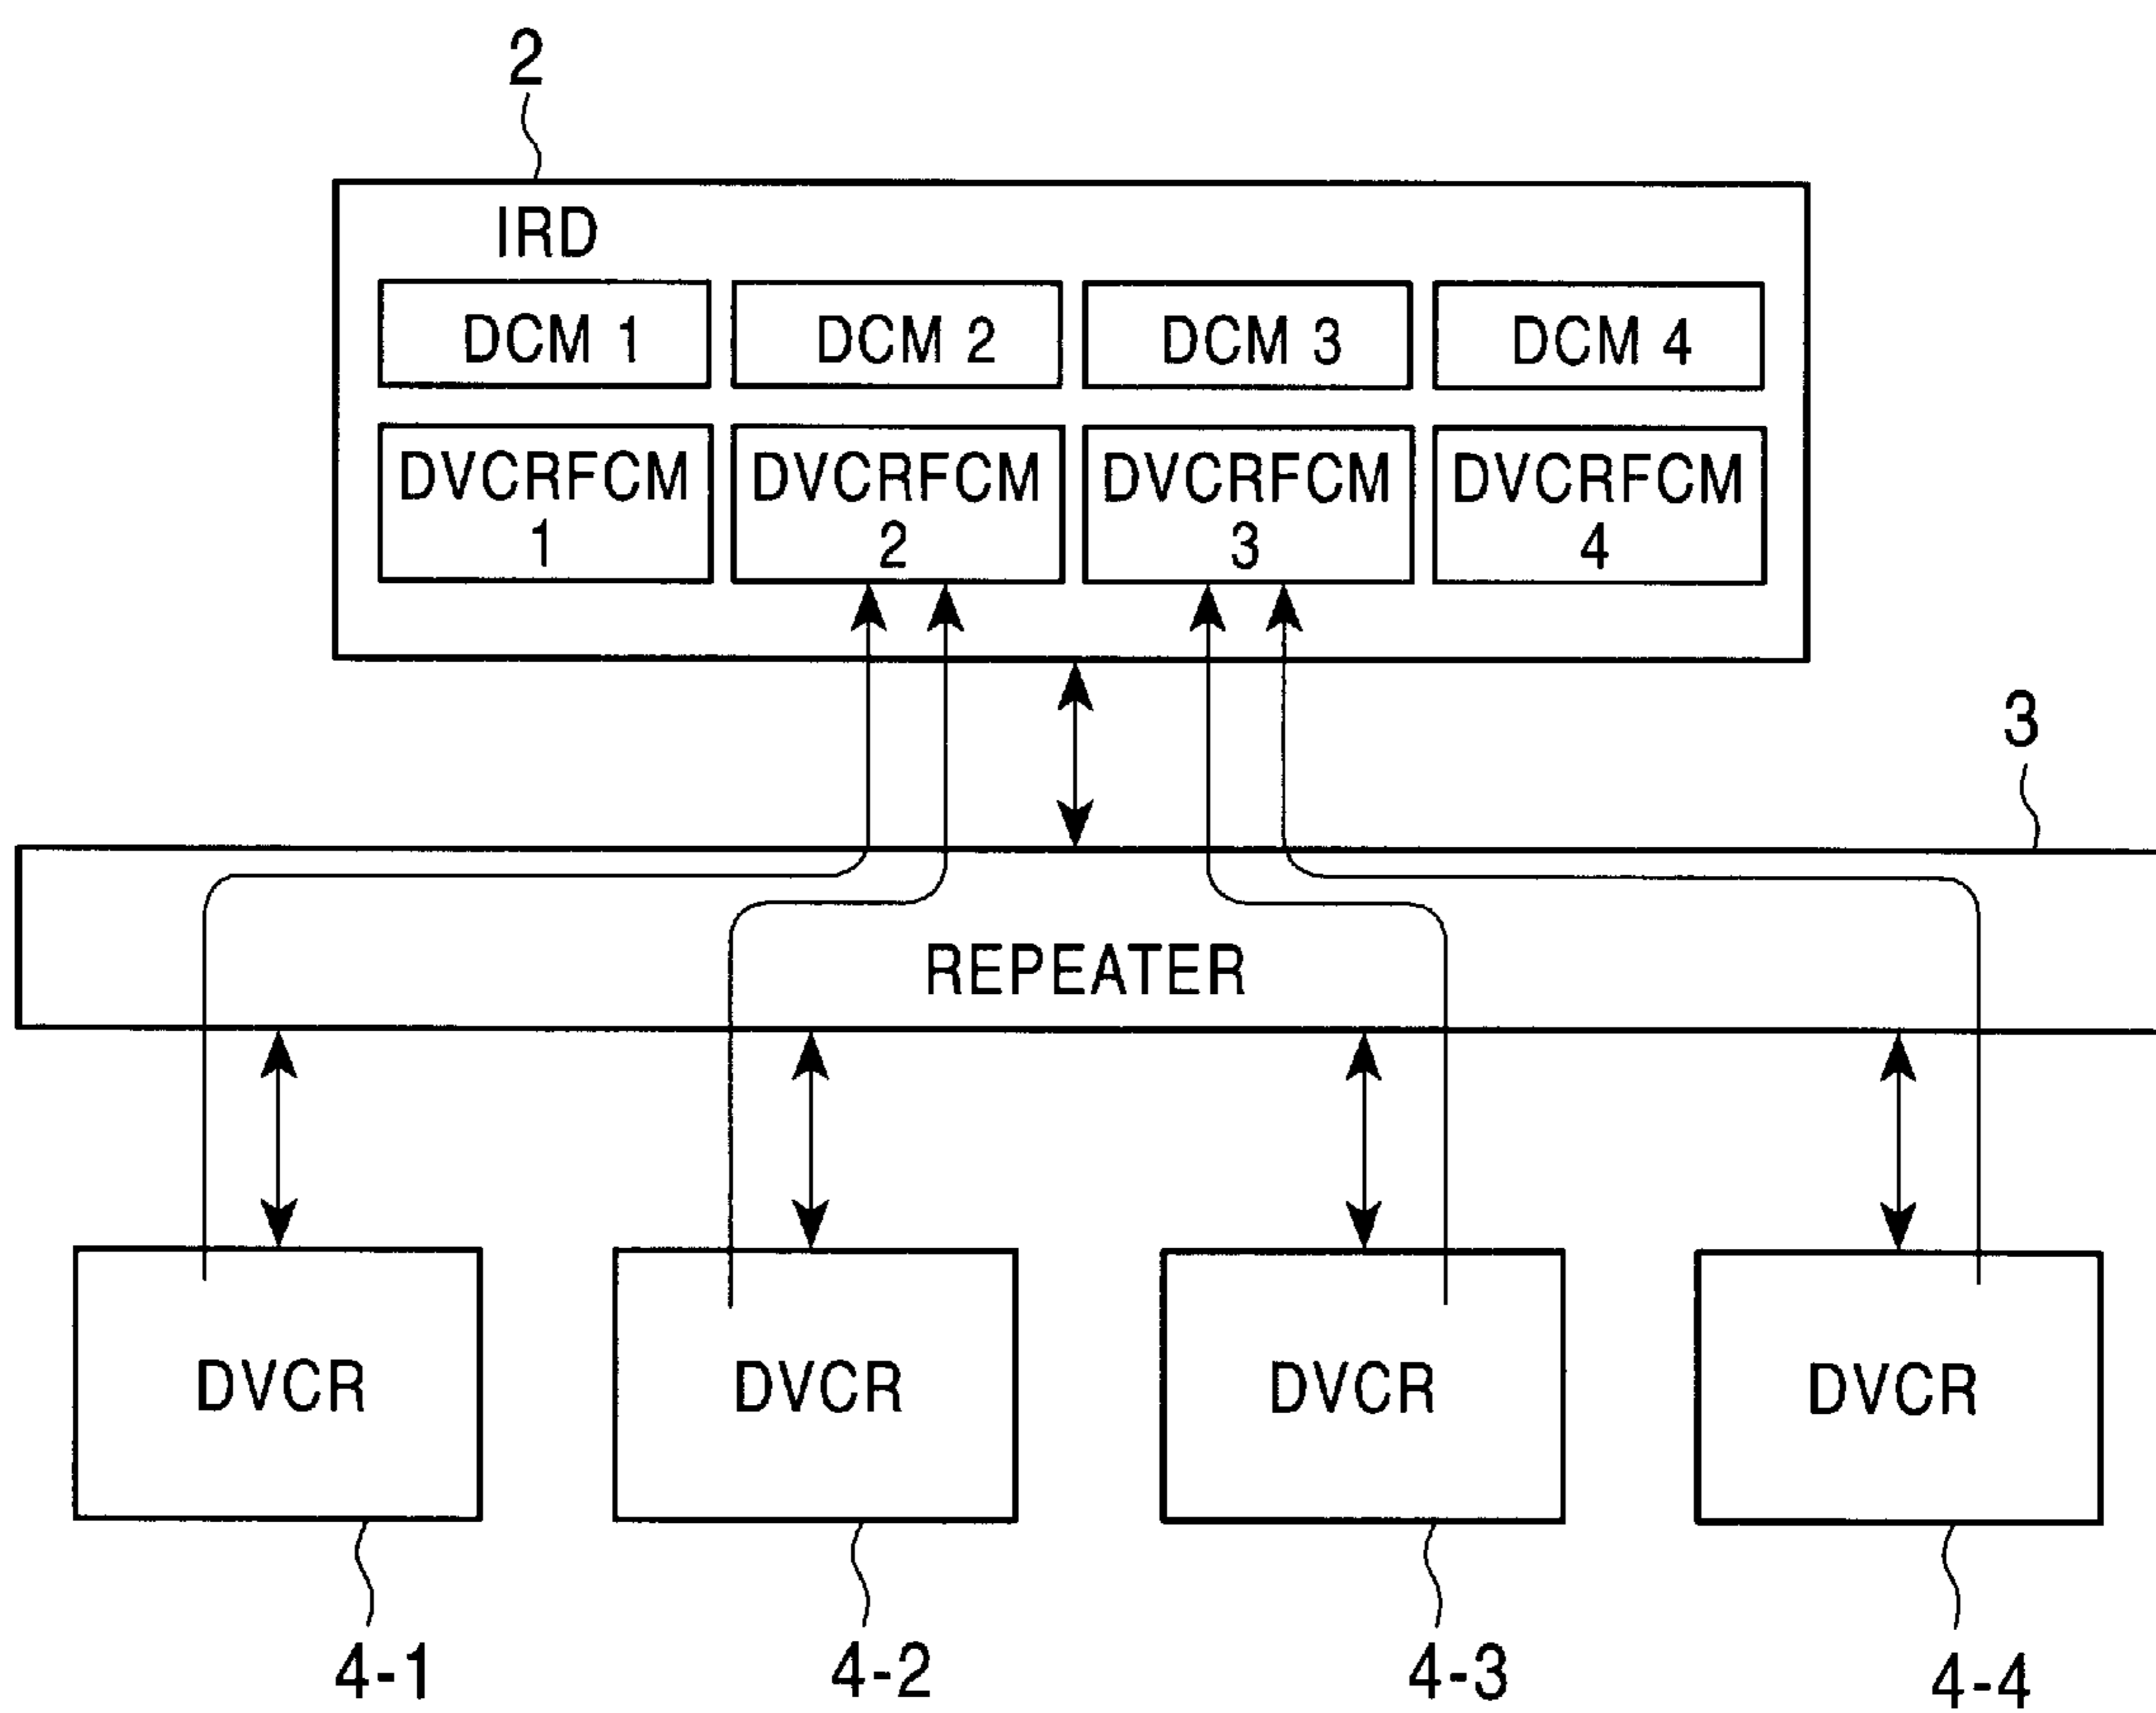 2
IRD
DCM 1
DCM 2
DCM 3
DCM 4
DVCRFCM
1
DVCRFCM
2
DVCRFCM
3
DVCRFCM
4
3
REPEATER
DVCR
DVCR
DVCR
DVCR
4-1
4-2
4-3
4-4